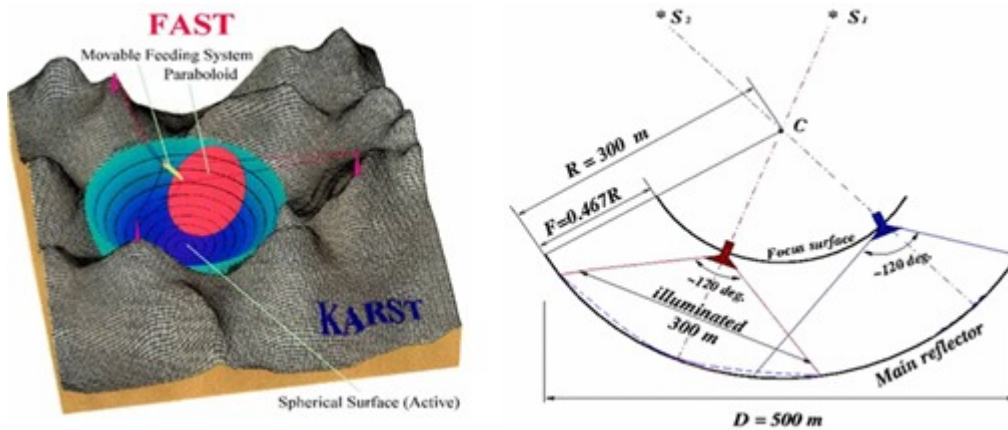 FAST
Movable Feeding System
Paraboloid
KARST
Spherical Surface (Active)
* S₂
* S₁
C
R = 300 m
F=0.467R
Focus surface
~120 deg.
~120 deg.
illuminated
300 m
Main reflector
D = 500 m